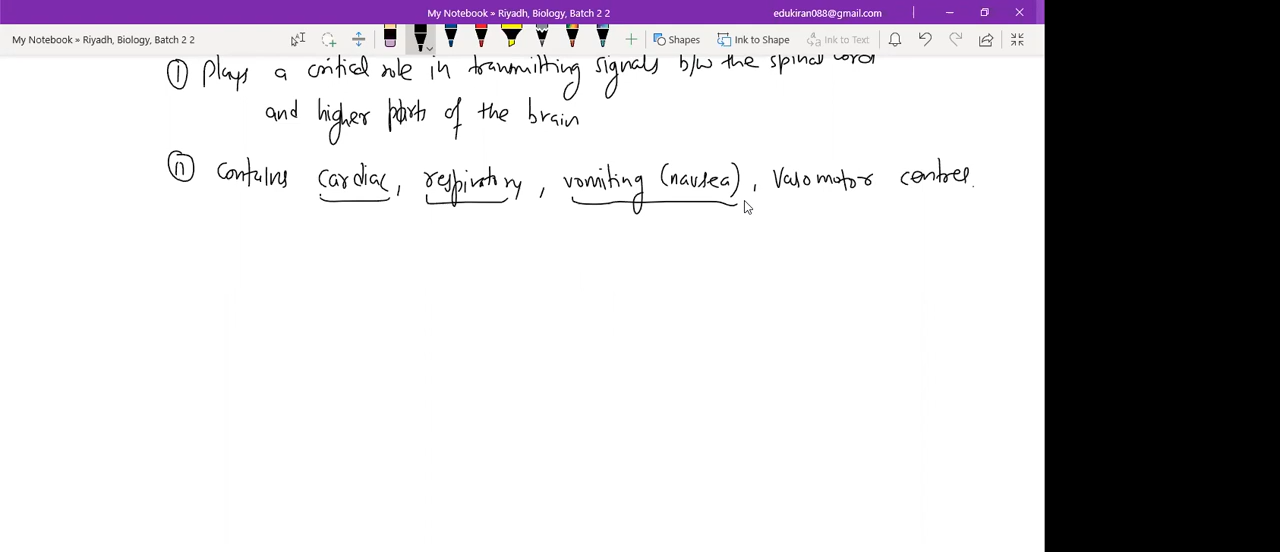 My Notebook » Riyadh, Biology, Batch 2 2
edukiran088@gmail.com
My Notebook » Riyadh, Biology, Batch 2 2
Shapes
Ink to Shape
Ink to Text
① Plays a critical role in transmitting signals b/w the spinal cord
and higher parts of the brain
② Contains cardiac, respiratory, vomiting (nausea), Vasomotor centres.